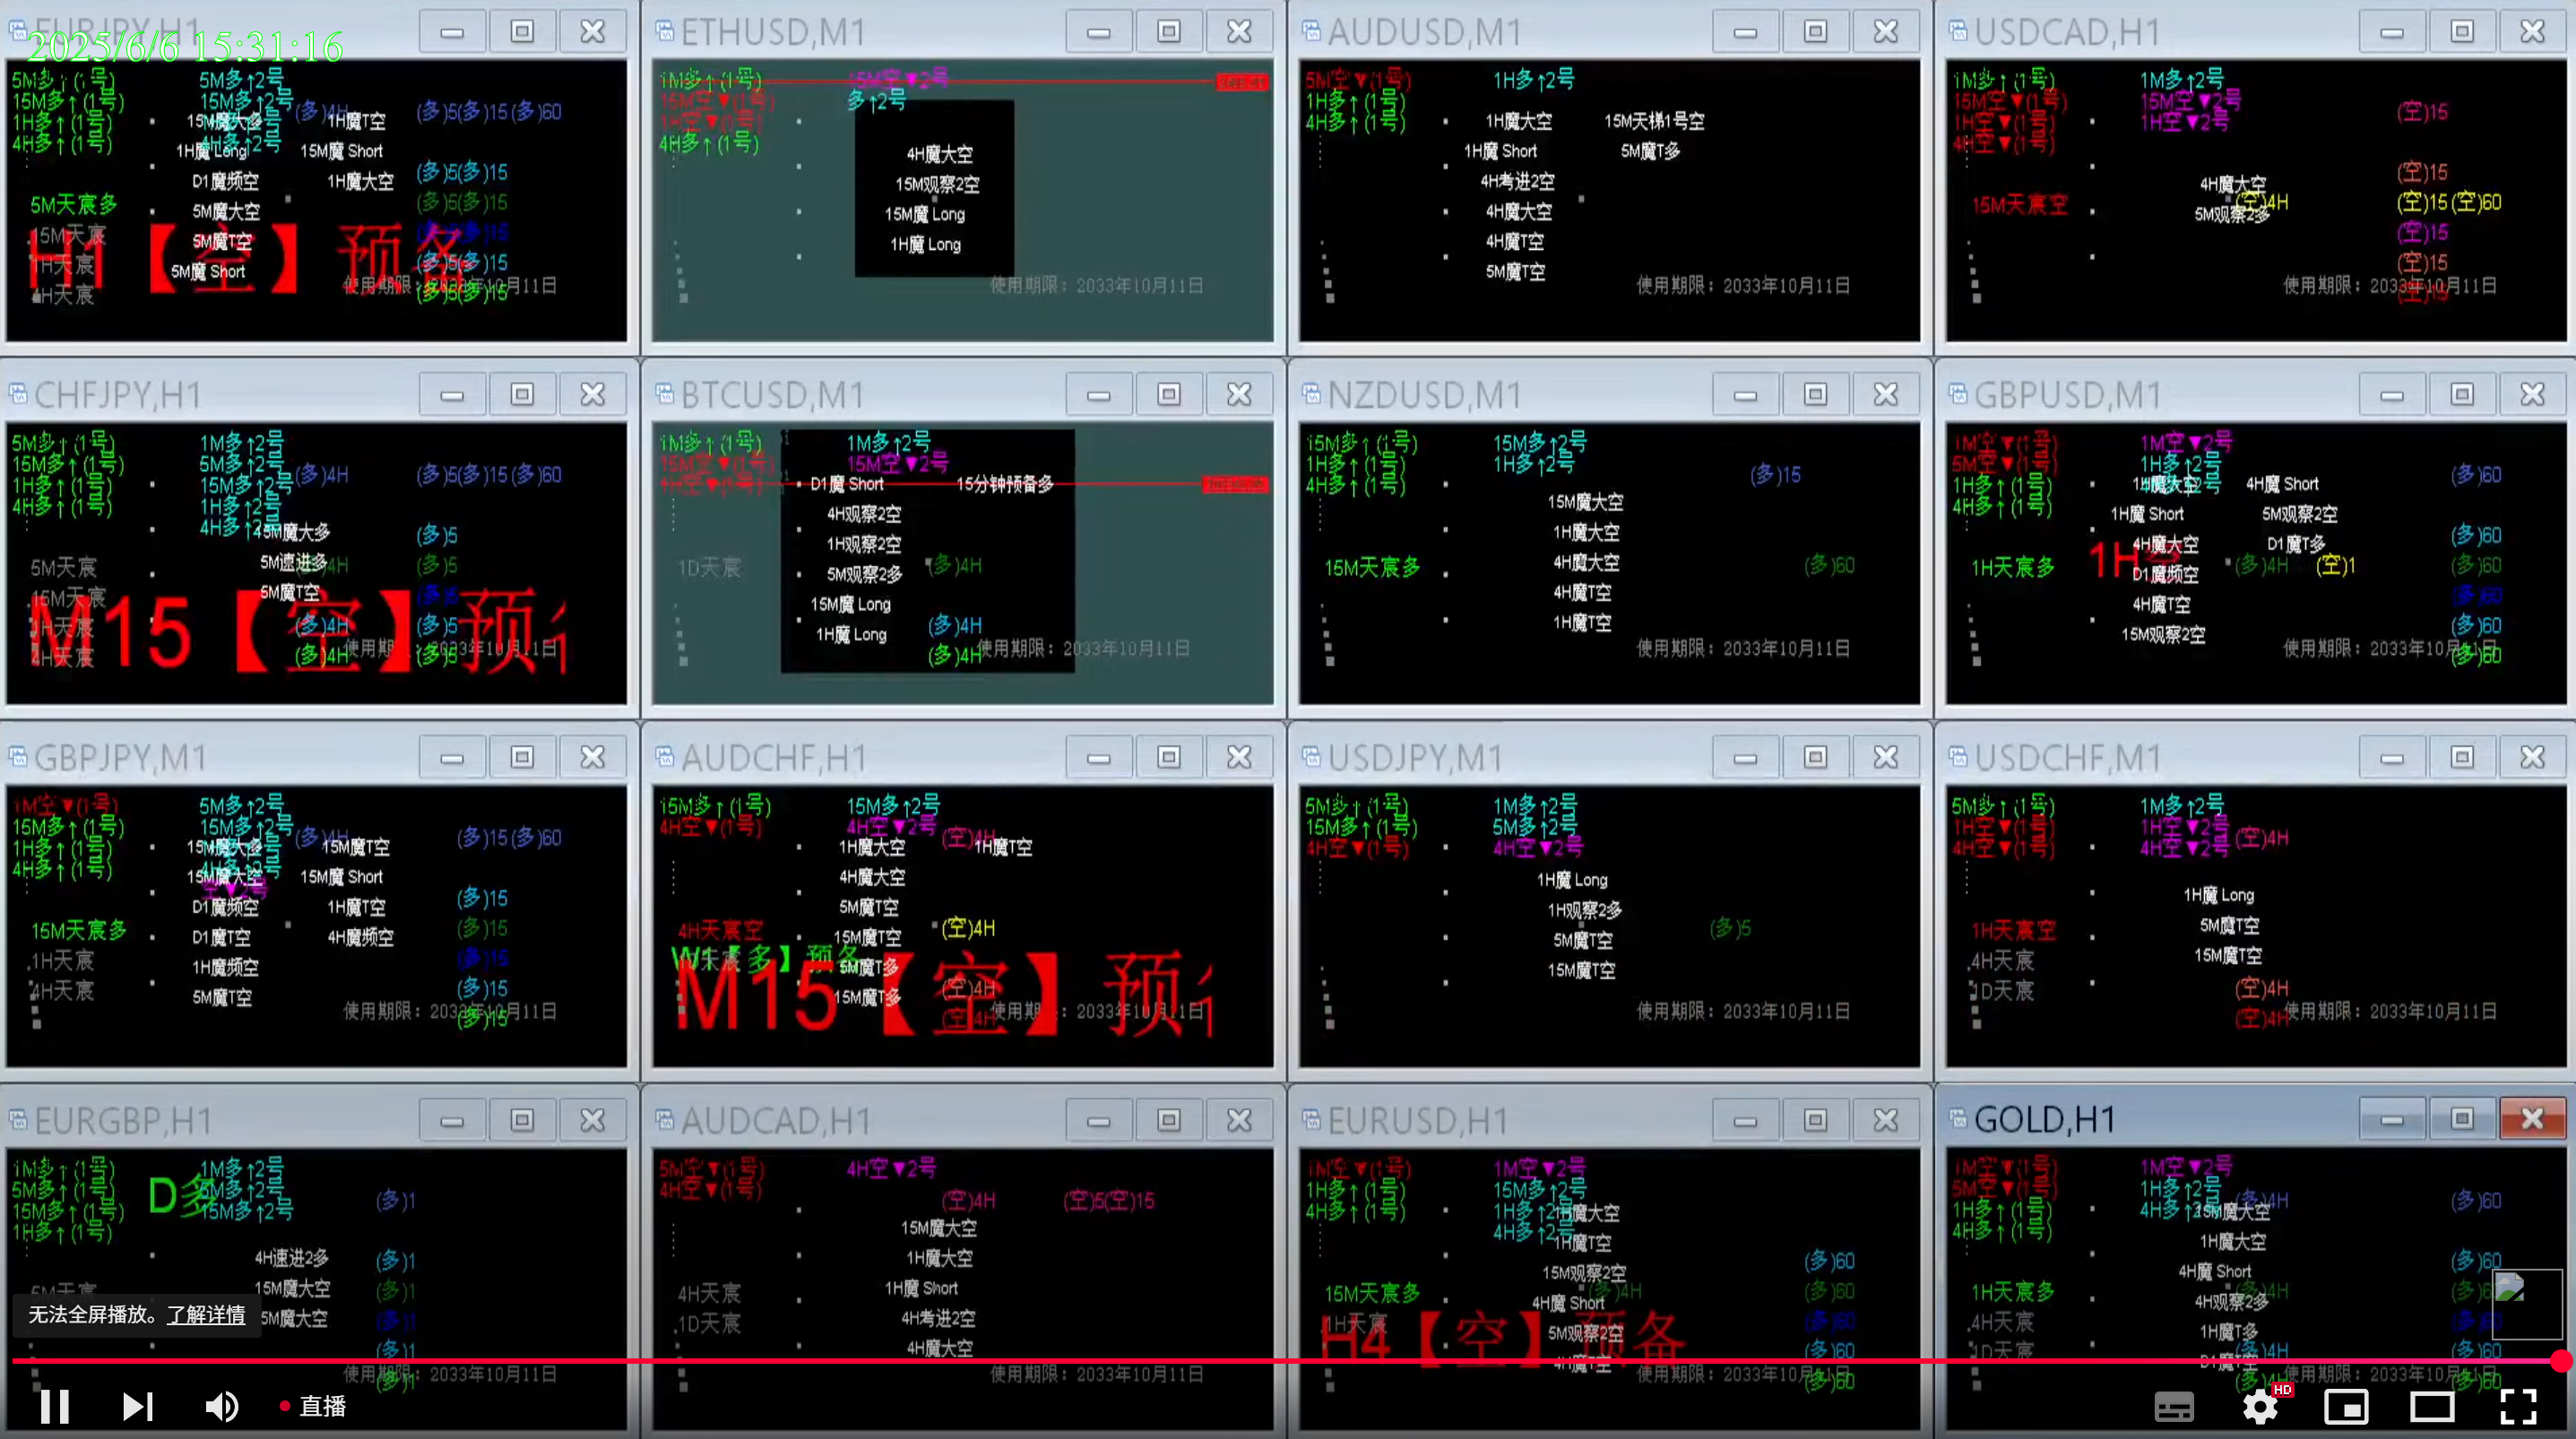 EURJPY,H1
2025/6/6 15:31:16
5M多↑(1号)
15M多↑(1号)
1H多↑(1号)
4H多↑(1号)
5M多↑2号
15M多↑2号
4H多↑2号
(多)4H
(多)5(多)15(多)60
15M魔大多
1H魔T空
1H魔 Long
15M魔 Short
D1魔频空
1H魔大空
5M魔大空
5M魔T空
5M魔 Short
(多)5(多)15
(多)5(多)15
(多)5(多)15
(多)5(多)15
(多)5(多)15
5M天宸多
15M天宸
1H天宸
4H天宸
H1【空】预备
使用期限：2033年10月11日
ETHUSD,M1
1M多↑(1号)
15M空▼(1号)
1H空▼(1号)
4H多↑(1号)
15M空▼2号
多↑2号
4H魔大空
15M观察2空
15M魔 Long
1H魔 Long
使用期限：2033年10月11日
AUDUSD,M1
5M空▼(1号)
1H多↑(1号)
4H多↑(1号)
1H多↑2号
1H魔大空
15M天梯1号空
1H魔 Short
5M魔T多
4H考进2空
4H魔大空
4H魔T空
5M魔T空
使用期限：2033年10月11日
USDCAD,H1
1M多↑(1号)
15M空▼(1号)
1H空▼(1号)
4H空▼(1号)
1M多↑2号
15M空▼2号
1H空▼2号
(空)15
(空)15
4H魔大空
(空)4H
(空)15(空)60
5M观察2多
15M天宸空
(空)15
(空)15
(空)15
使用期限：2033年10月11日
CHFJPY,H1
5M多↑(1号)
15M多↑(1号)
1H多↑(1号)
4H多↑(1号)
1M多↑2号
5M多↑2号
15M多↑2号
1H多↑2号
4H多↑2号
(多)4H
(多)5(多)15(多)60
15M魔大多
5M速进多
5M魔T空
(多)4H
(多)5
(多)5
(多)5
(多)4H
(多)5
(多)4H
(多)5
5M天宸
15M天宸
1H天宸
4H天宸
M15【空】预
使用期限：2033年10月11日
BTCUSD,M1
1M多↑(1号)
15M空▼(1号)
1H空▼(1号)
1M多↑2号
15M空▼2号
D1魔 Short
15分钟预备多
4H观察2空
1H观察2空
5M观察2多
(多)4H
15M魔 Long
1H魔 Long
(多)4H
(多)4H
1D天宸
使用期限：2033年10月11日
NZDUSD,M1
15M多↑(1号)
1H多↑(1号)
4H多↑(1号)
15M多↑2号
1H多↑2号
(多)15
15M魔大空
1H魔大空
4H魔大空
4H魔T空
1H魔T空
(多)60
15M天宸多
使用期限：2033年10月11日
GBPUSD,M1
1M空▼(1号)
5M空▼(1号)
1H多↑(1号)
4H多↑(1号)
1M空▼2号
1H多↑2号
4H多↑2号
(多)60
1H魔大空
4H魔 Short
1H魔 Short
5M观察2空
4H魔大空
D1魔T多
D1魔频空
4H魔T空
15M观察2空
1H空
(多)4H
(空)1
(多)60
(多)60
(多)60
(多)60
(多)60
1H天宸多
使用期限：2033年10月11日
GBPJPY,M1
1M空▼(1号)
15M多↑(1号)
1H多↑(1号)
4H多↑(1号)
5M多↑2号
15M多↑2号
4H多↑2号
空▼2号
(多)4H
(多)15(多)60
15M魔大多
15M魔T空
15M魔大空
15M魔 Short
D1魔频空
1H魔T空
D1魔T空
4H魔频空
1H魔频空
5M魔T空
(多)15
(多)15
(多)15
(多)15
(多)15
15M天宸多
1H天宸
4H天宸
使用期限：2033年10月11日
AUDCHF,H1
15M多↑(1号)
4H空▼(1号)
15M多↑2号
4H空▼2号
(空)4H
1H魔大空
1H魔T空
4H魔大空
5M魔T空
15M魔T空
(空)4H
5M魔T多
15M魔T多
(空)4H
(空)4H
4H天宸空
1D天宸
W1【多】预备
M15【空】预
使用期限：2033年10月11日
USDJPY,M1
5M多↑(1号)
15M多↑(1号)
4H空▼(1号)
1M多↑2号
5M多↑2号
4H空▼2号
1H魔 Long
1H观察2多
5M魔T空
15M魔T空
(多)5
使用期限：2033年10月11日
USDCHF,M1
5M多↑(1号)
1H空▼(1号)
4H空▼(1号)
1M多↑2号
1H空▼2号
4H空▼2号
(空)4H
1H魔 Long
5M魔T空
15M魔T空
(空)4H
(空)4H
1H天宸空
4H天宸
1D天宸
使用期限：2033年10月11日
EURGBP,H1
1M多↑(1号)
5M多↑(1号)
15M多↑(1号)
1H多↑(1号)
D多
1M多↑2号
5M多↑2号
15M多↑2号
(多)1
4H速进2多
15M魔大空
5M魔大空
(多)1
(多)1
(多)1
(多)1
(多)1
5M天宸
使用期限：2033年10月11日
AUDCAD,H1
5M空▼(1号)
4H空▼(1号)
4H空▼2号
(空)4H
(空)5(空)15
15M魔大空
1H魔大空
1H魔 Short
4H考进2空
4H魔大空
4H天宸
1D天宸
使用期限：2033年10月11日
EURUSD,H1
1M空▼(1号)
1H多↑(1号)
4H多↑(1号)
1M空▼2号
15M多↑2号
1H多↑2号
4H多↑2号
1H魔大空
1H魔T空
15M观察2空
4H魔 Short
5M观察2空
4H魔T空
(多)4H
(多)60
(多)60
(多)60
(多)60
(多)60
15M天宸多
1H天宸
H4【空】预备
使用期限：2033年10月11日
GOLD,H1
1M空▼(1号)
5M空▼(1号)
1H多↑(1号)
4H多↑(1号)
1M空▼2号
1H多↑2号
4H多↑2号
(多)4H
(多)60
15M魔大空
1H魔大空
4H魔 Short
4H观察2多
1H魔T多
D1魔T空
(多)4H
(多)4H
(多)4H
(多)60
(多)60
(多)60
1H天宸多
4H天宸
1D天宸
使用期限：2033年10月11日
无法全屏播放。了解详情
直播
HD